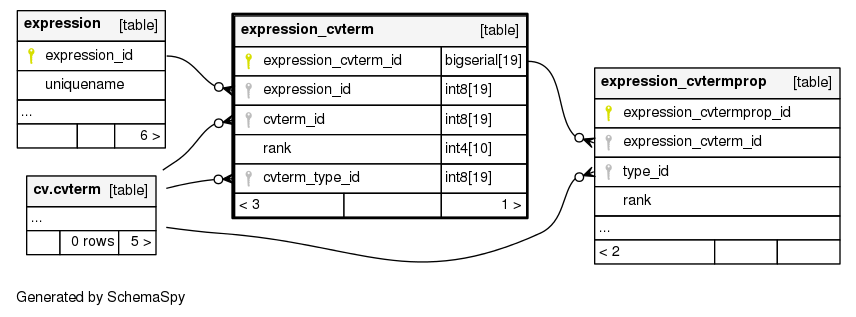 expression [table]
expression_id
uniquename
...
6 >
cv.cvterm [table]
...
0 rows 5 >
expression_cvterm [table]
expression_cvterm_id bigserial[19]
expression_id int8[19]
cvterm_id int8[19]
rank int4[10]
cvterm_type_id int8[19]
< 3 1 >
expression_cvtermprop [table]
expression_cvtermprop_id
expression_cvterm_id
type_id
rank
...
< 2
Generated by SchemaSpy